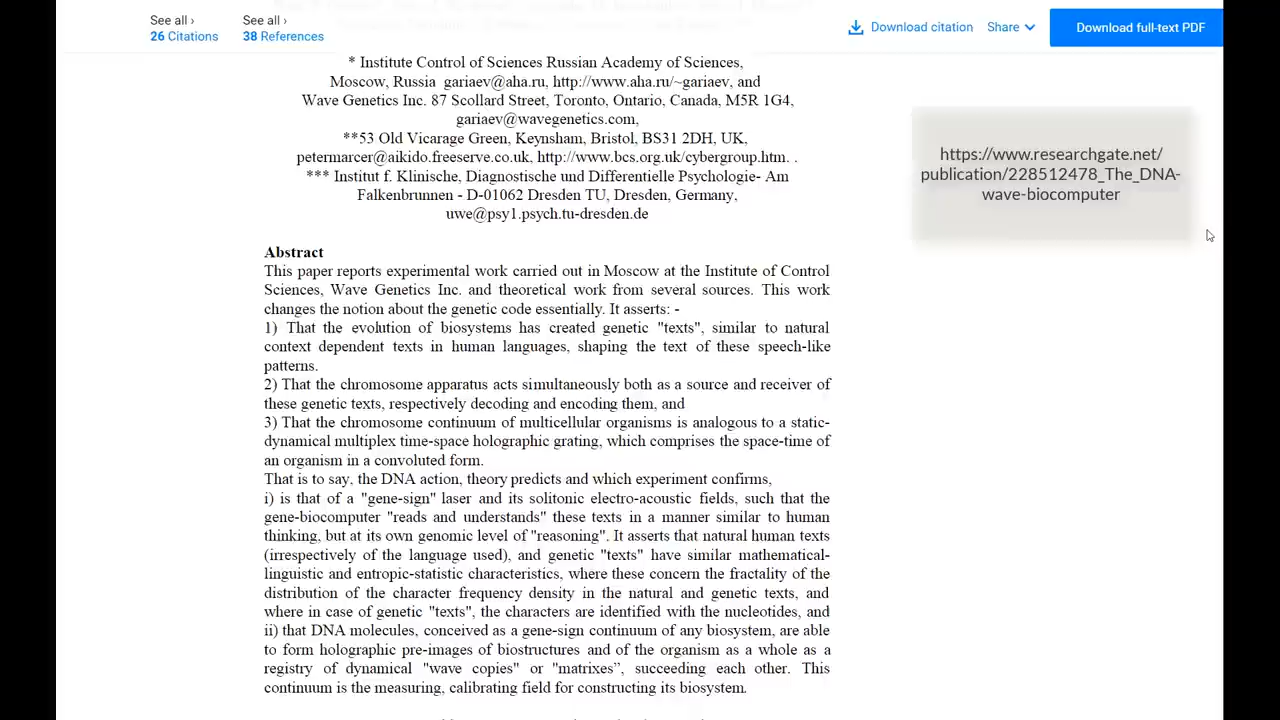 See all ›
26 Citations
See all ›
38 References
Download citation
Share
Download full-text PDF
* Institute Control of Sciences Russian Academy of Sciences,
Moscow, Russia gariaev@aha.ru, http://www.aha.ru/~gariaev, and
Wave Genetics Inc. 87 Scollard Street, Toronto, Ontario, Canada, M5R 1G4,
gariaev@wavegenetics.com,
**53 Old Vicarage Green, Keynsham, Bristol, BS31 2DH, UK,
petermarcer@aikido.freeserve.co.uk, http://www.bcs.org.uk/cybergroup.htm. .
*** Institut f. Klinische, Diagnostische und Differentielle Psychologie- Am
Falkenbrunnen - D-01062 Dresden TU, Dresden, Germany,
uwe@psy1.psych.tu-dresden.de
https://www.researchgate.net/
publication/228512478_The_DNA-
wave-biocomputer
Abstract
This paper reports experimental work carried out in Moscow at the Institute of Control
Sciences, Wave Genetics Inc. and theoretical work from several sources. This work
changes the notion about the genetic code essentially. It asserts: -
1) That the evolution of biosystems has created genetic "texts", similar to natural
context dependent texts in human languages, shaping the text of these speech-like
patterns.
2) That the chromosome apparatus acts simultaneously both as a source and receiver of
these genetic texts, respectively decoding and encoding them, and
3) That the chromosome continuum of multicellular organisms is analogous to a static-
dynamical multiplex time-space holographic grating, which comprises the space-time of
an organism in a convoluted form.
That is to say, the DNA action, theory predicts and which experiment confirms,
i) is that of a "gene-sign" laser and its solitonic electro-acoustic fields, such that the
gene-biocomputer "reads and understands" these texts in a manner similar to human
thinking, but at its own genomic level of "reasoning". It asserts that natural human texts
(irrespectively of the language used), and genetic "texts" have similar mathematical-
linguistic and entropic-statistic characteristics, where these concern the fractality of the
distribution of the character frequency density in the natural and genetic texts, and
where in case of genetic "texts", the characters are identified with the nucleotides, and
ii) that DNA molecules, conceived as a gene-sign continuum of any biosystem, are able
to form holographic pre-images of biostructures and of the organism as a whole as a
registry of dynamical "wave copies" or "matrixes”, succeeding each other. This
continuum is the measuring, calibrating field for constructing its biosystem.